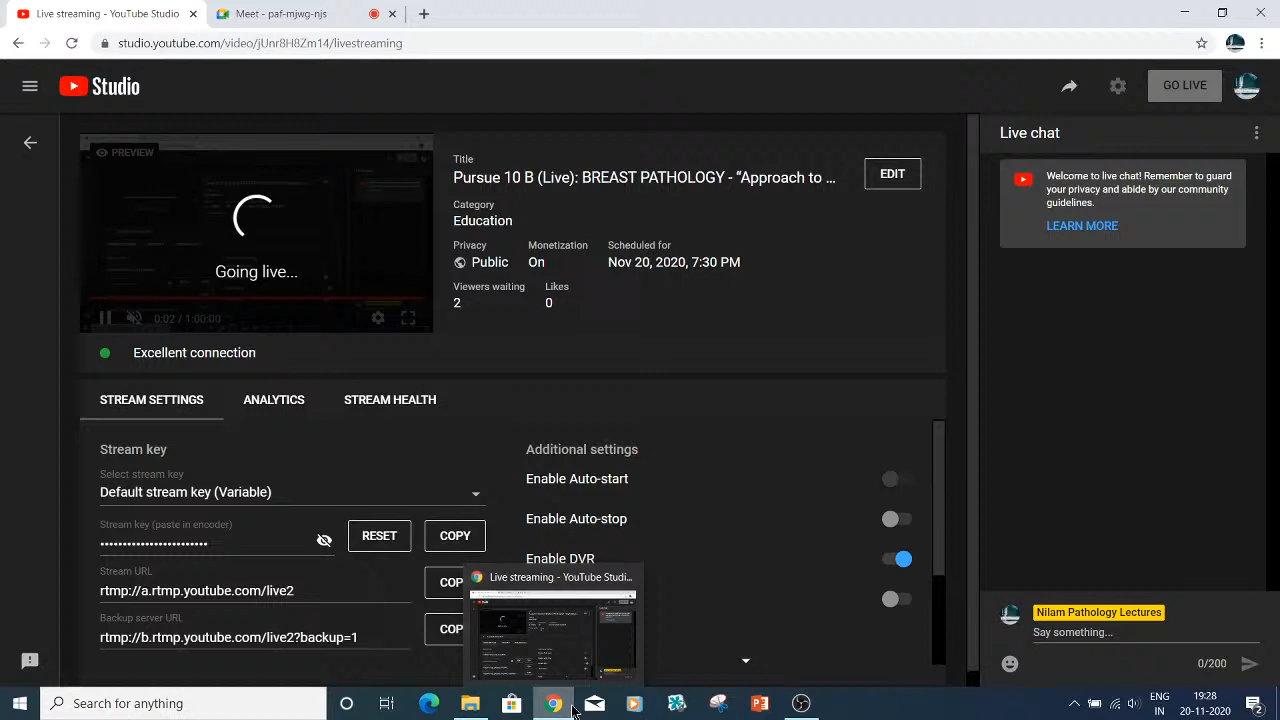 Live streaming - YouTube Studio
Meet - paf-mjwg-njs
studio.youtube.com/video/jUnr8H8Zm14/livestreaming
Studio
GO LIVE
PREVIEW
Going live...
0:02 / 1:00:00
Title
Pursue 10 B (Live): BREAST PATHOLOGY - “Approach to ...
EDIT
Category
Education
Privacy
Monetization
Scheduled for
Public
On
Nov 20, 2020, 7:30 PM
Viewers waiting
Likes
2
0
Excellent connection
STREAM SETTINGS
ANALYTICS
STREAM HEALTH
Stream key
Select stream key
Default stream key (Variable)
Stream key (paste in encoder)
••••••••••••••••••••••••
RESET
COPY
Stream URL
rtmp://a.rtmp.youtube.com/live2
COP
Backup server URL
rtmp://b.rtmp.youtube.com/live2?backup=1
COP
Additional settings
Enable Auto-start
Enable Auto-stop
Enable DVR
Live streaming - YouTube Studi...
Live chat
Welcome to live chat! Remember to guard
your privacy and abide by our community
guidelines.
LEARN MORE
Nilam Pathology Lectures
Say something...
0/200
Search for anything
ENG
IN
19:28
20-11-2020
2